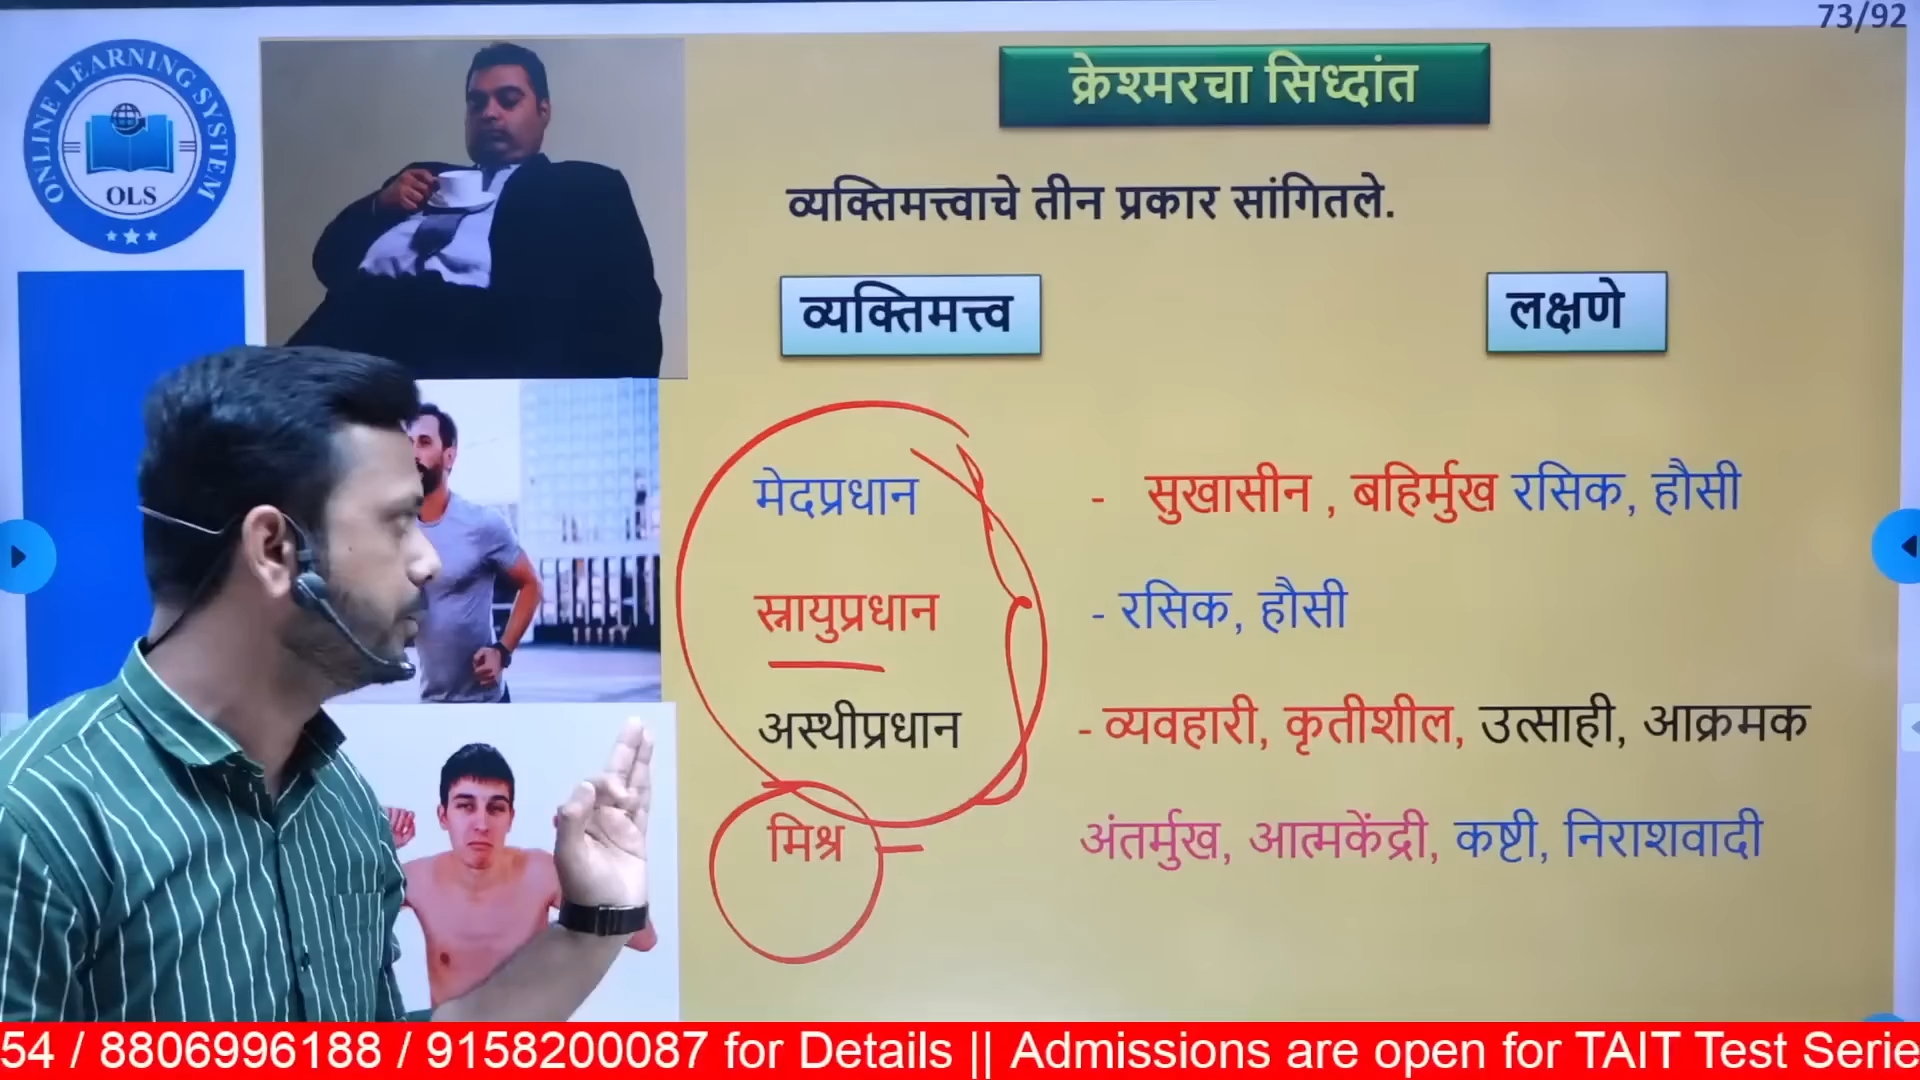 73/92
ONLINE LEARNING SYSTEM
OLS
क्रेश्मरचा सिध्दांत
व्यक्तिमत्त्वाचे तीन प्रकार सांगितले.
व्यक्तिमत्त्व लक्षणे
मेदप्रधान - सुखासीन , बहिर्मुख रसिक, हौसी
स्नायुप्रधान - रसिक, हौसी
अस्थीप्रधान - व्यवहारी, कृतीशील, उत्साही, आक्रमक
मिश्र अंतर्मुख, आत्मकेंद्री, कष्टी, निराशवादी
54 / 8806996188 / 9158200087 for Details || Admissions are open for TAIT Test Serie